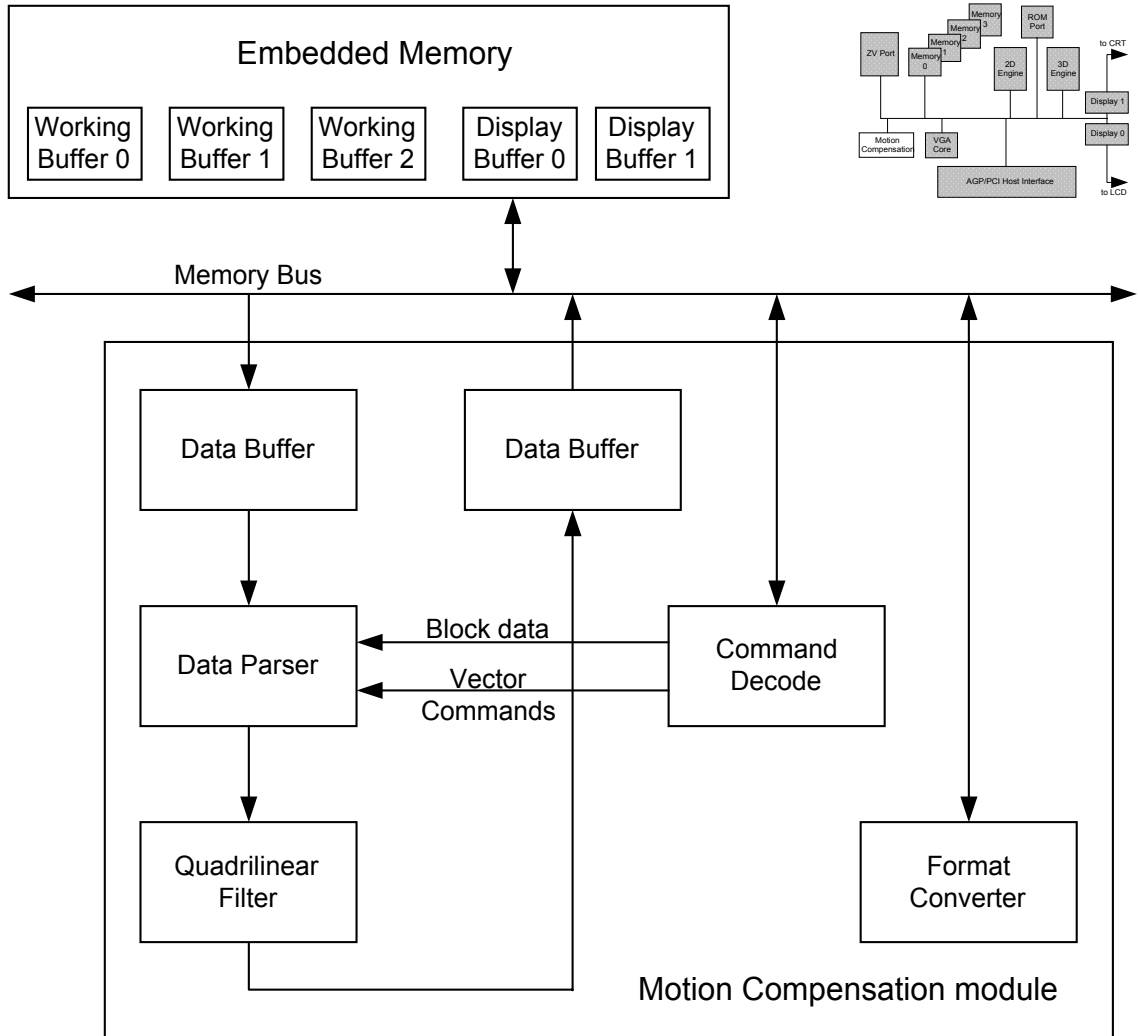 Embedded Memory
Working
Buffer 0
Working
Buffer 1
Working
Buffer 2
Display
Buffer 0
Display
Buffer 1
ZV Port
Memory
0
Memory
1
Memory
2
Memory
3
2D
Engine
ROM
Port
3D
Engine
to CRT
Display 1
Display 0
to LCD
Motion
Compensation
VGA
Core
AGP/PCI Host Interface
Memory Bus
Data Buffer
Data Buffer
Data Parser
Block data
Vector
Commands
Command
Decode
Quadrilinear
Filter
Format
Converter
Motion Compensation module